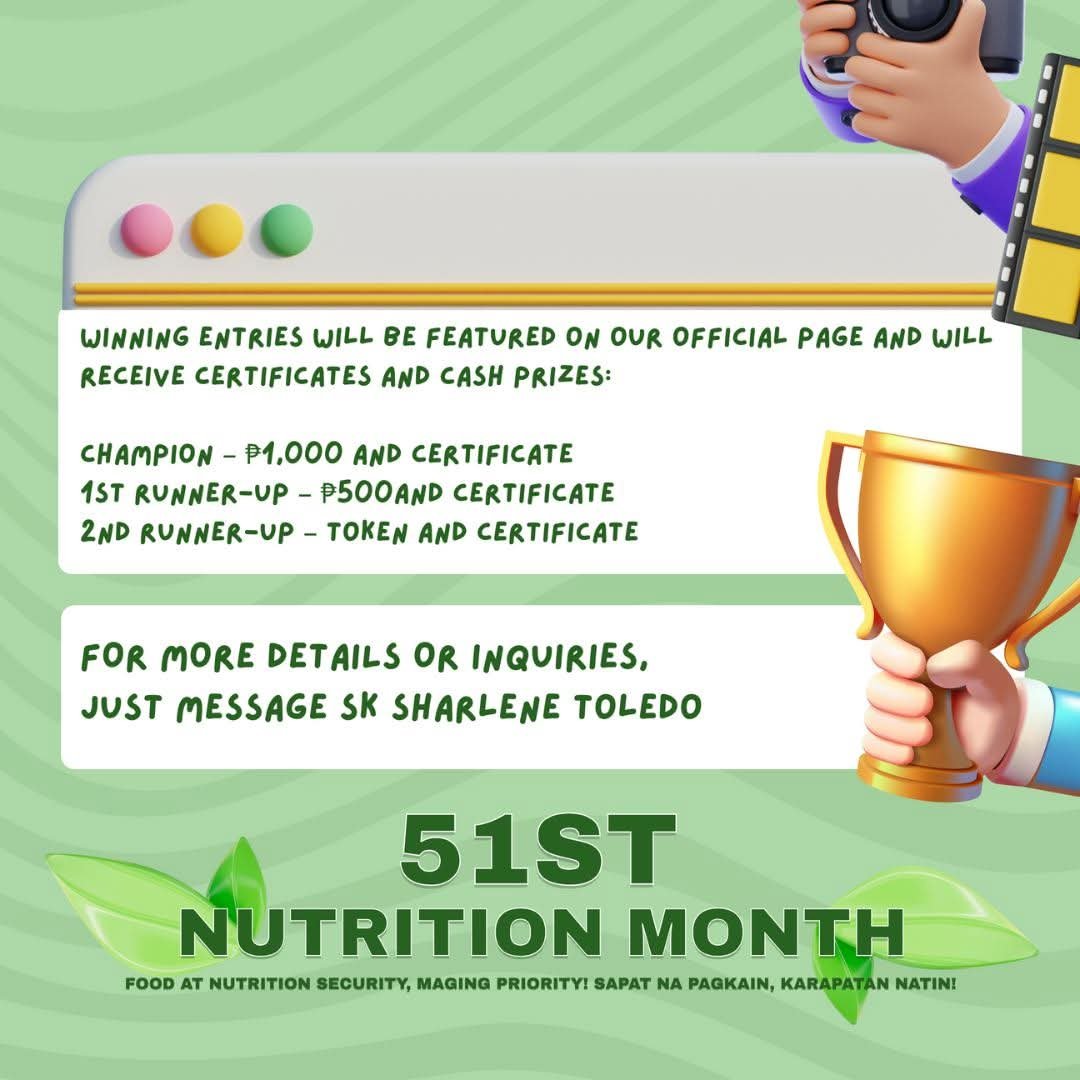 WINNING ENTRIES WILL BE FEATURED ON OUR OFFICIAL PAGE AND WILL
RECEIVE CERTIFICATES AND CASH PRIZES:
CHAMPION – ₱1,000 AND CERTIFICATE
1ST RUNNER-UP – ₱500AND CERTIFICATE
2ND RUNNER-UP – TOKEN AND CERTIFICATE
FOR MORE DETAILS OR INQUIRIES,
JUST MESSAGE SK SHARLENE TOLEDO
51ST
NUTRITION MONTH
FOOD AT NUTRITION SECURITY, MAGING PRIORITY! SAPAT NA PAGKAIN, KARAPATAN NATIN!